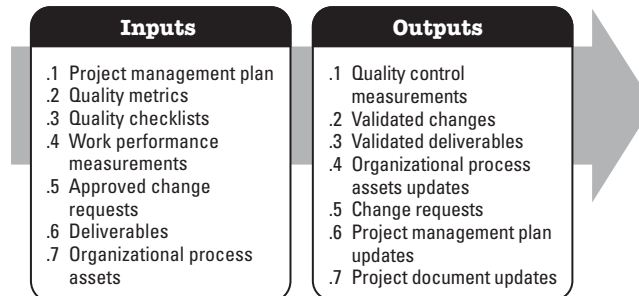 Inputs
.1 Project management plan
.2 Quality metrics
.3 Quality checklists
.4 Work performance
measurements
.5 Approved change
requests
.6 Deliverables
.7 Organizational process
assets
Outputs
.1 Quality control
measurements
.2 Validated changes
.3 Validated deliverables
.4 Organizational process
assets updates
.5 Change requests
.6 Project management plan
updates
.7 Project document updates